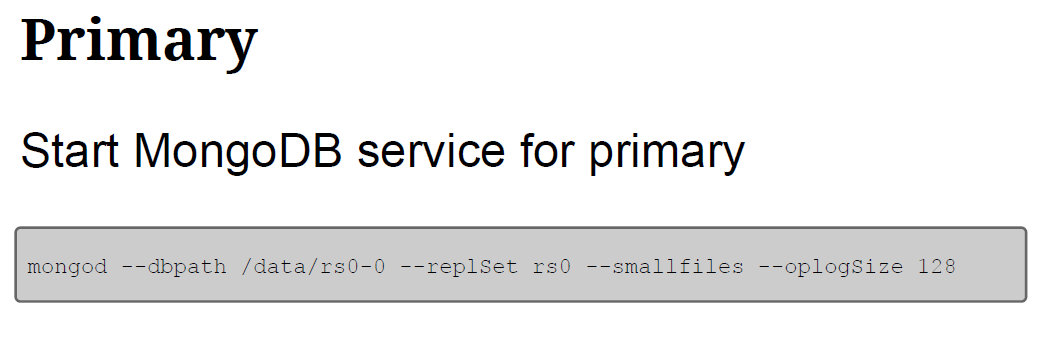 Primary
Start MongoDB service for primary
mongod --dbpath /data/rs0-0 --replSet rs0 --smallfiles --oplogSize 128